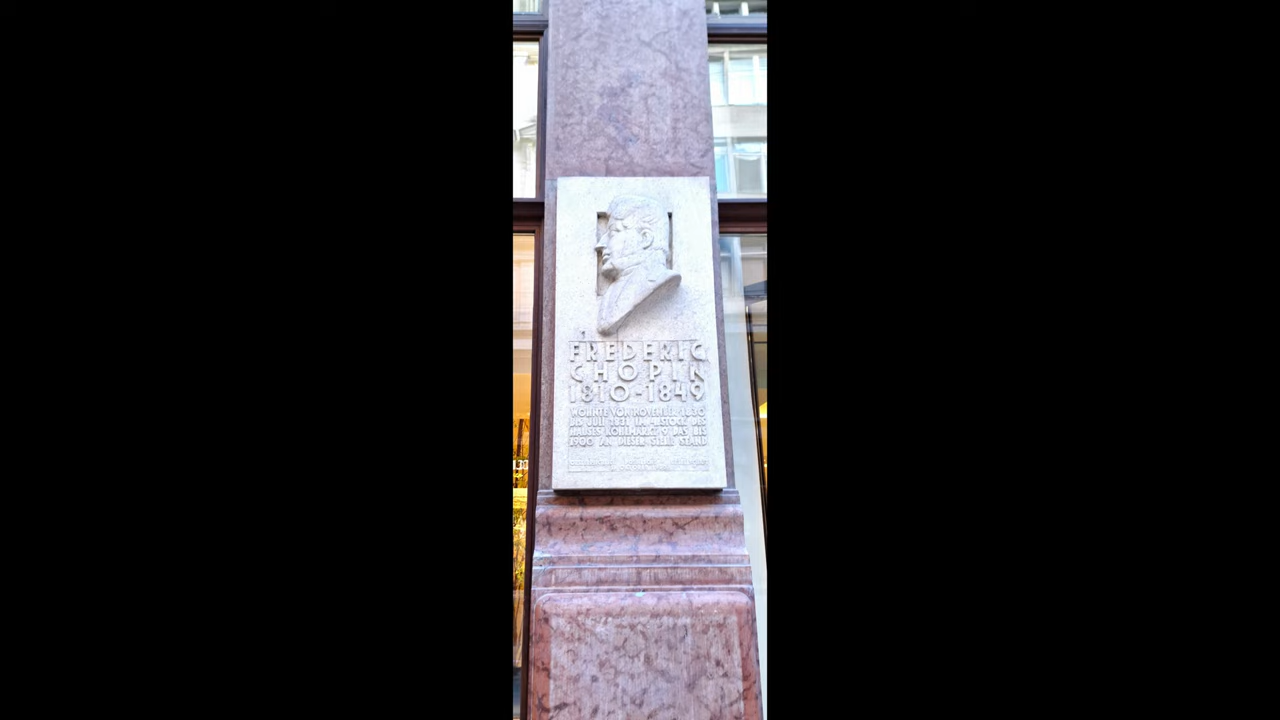 FREDERIC
CHOPIN
1810-1849
WOHNTE VON NOVEMBER 1830
BIS JULI 1831 IM 4. STOCK DES
HAUSES KOHLMARKT 9 DAS BIS
1900 AN DIESER STELLE STAND